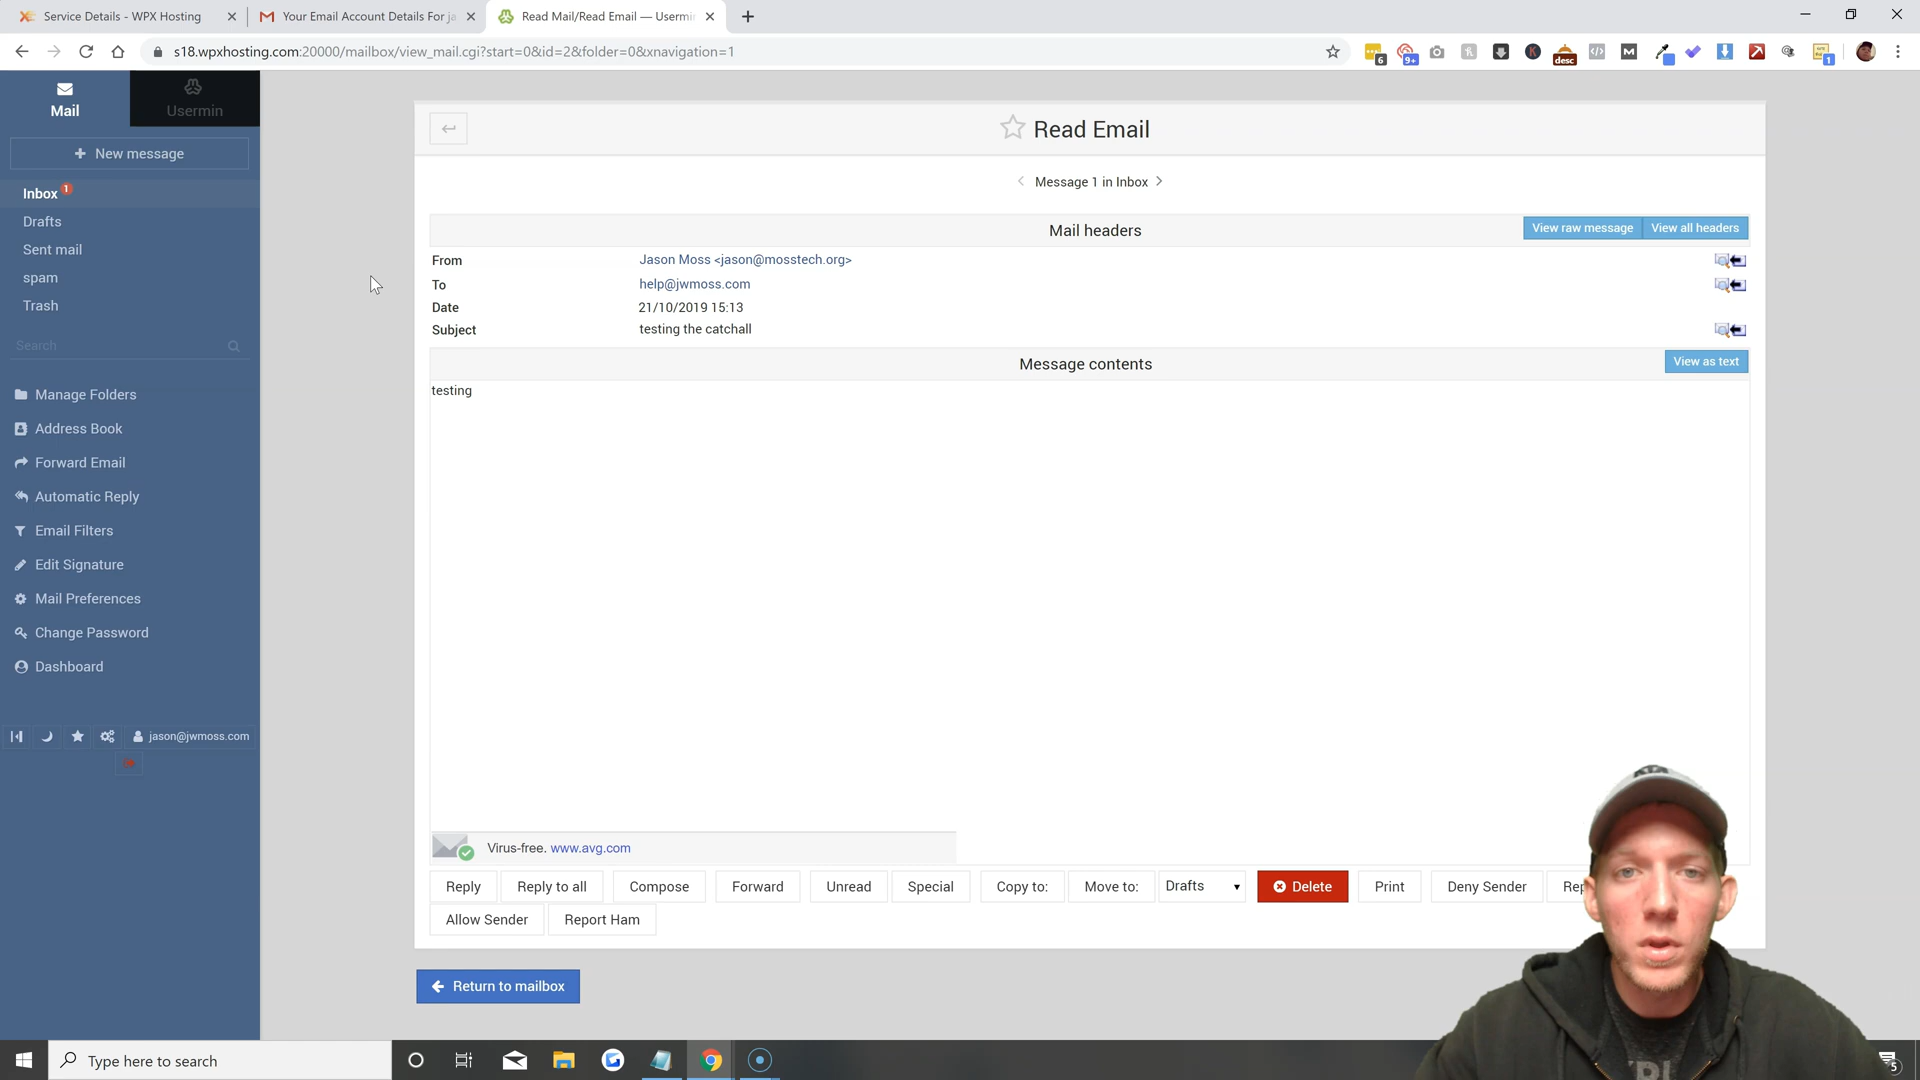 Service Details - WPX Hosting
Your Email Account Details For ja
Read Mail/Read Email — Usermi
s18.wpxhosting.com:20000/mailbox/view_mail.cgi?start=0&id=2&folder=0&xnavigation=1
6
9+
desc
1
Mail
Usermin
New message
Inbox 1
Drafts
Sent mail
spam
Trash
Search
Manage Folders
Address Book
Forward Email
Automatic Reply
Email Filters
Edit Signature
Mail Preferences
Change Password
Dashboard
jason@jwmoss.com
Read Email
Message 1 in Inbox
Mail headers
View raw message
View all headers
From
Jason Moss <jason@mosstech.org>
To
help@jwmoss.com
Date
21/10/2019 15:13
Subject
testing the catchall
Message contents
View as text
testing
Virus-free. www.avg.com
Reply
Reply to all
Compose
Forward
Unread
Special
Copy to:
Move to:
Drafts
Delete
Print
Deny Sender
Allow Sender
Report Ham
Return to mailbox
Type here to search
5